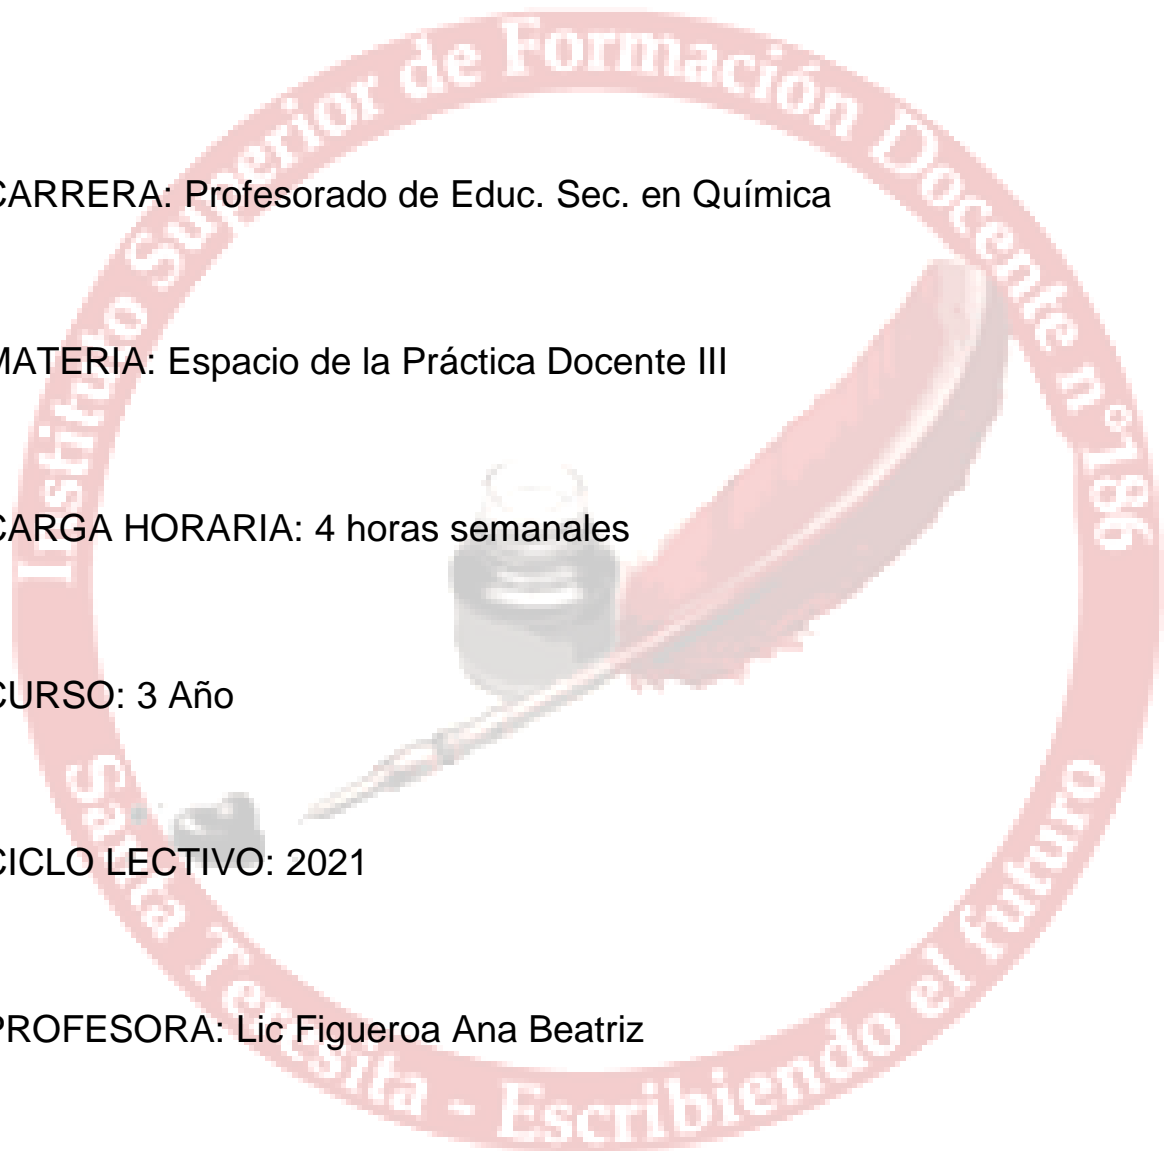 Instituto Superior de Formación Docente n°186
CARRERA: Profesorado de Educ. Sec. en Química
MATERIA: Espacio de la Práctica Docente III
CARGA HORARIA: 4 horas semanales
CURSO: 3 Año
CICLO LECTIVO: 2021
PROFESORA: Lic Figueroa Ana Beatriz
Santa Teresita - Escribiendo el futuro